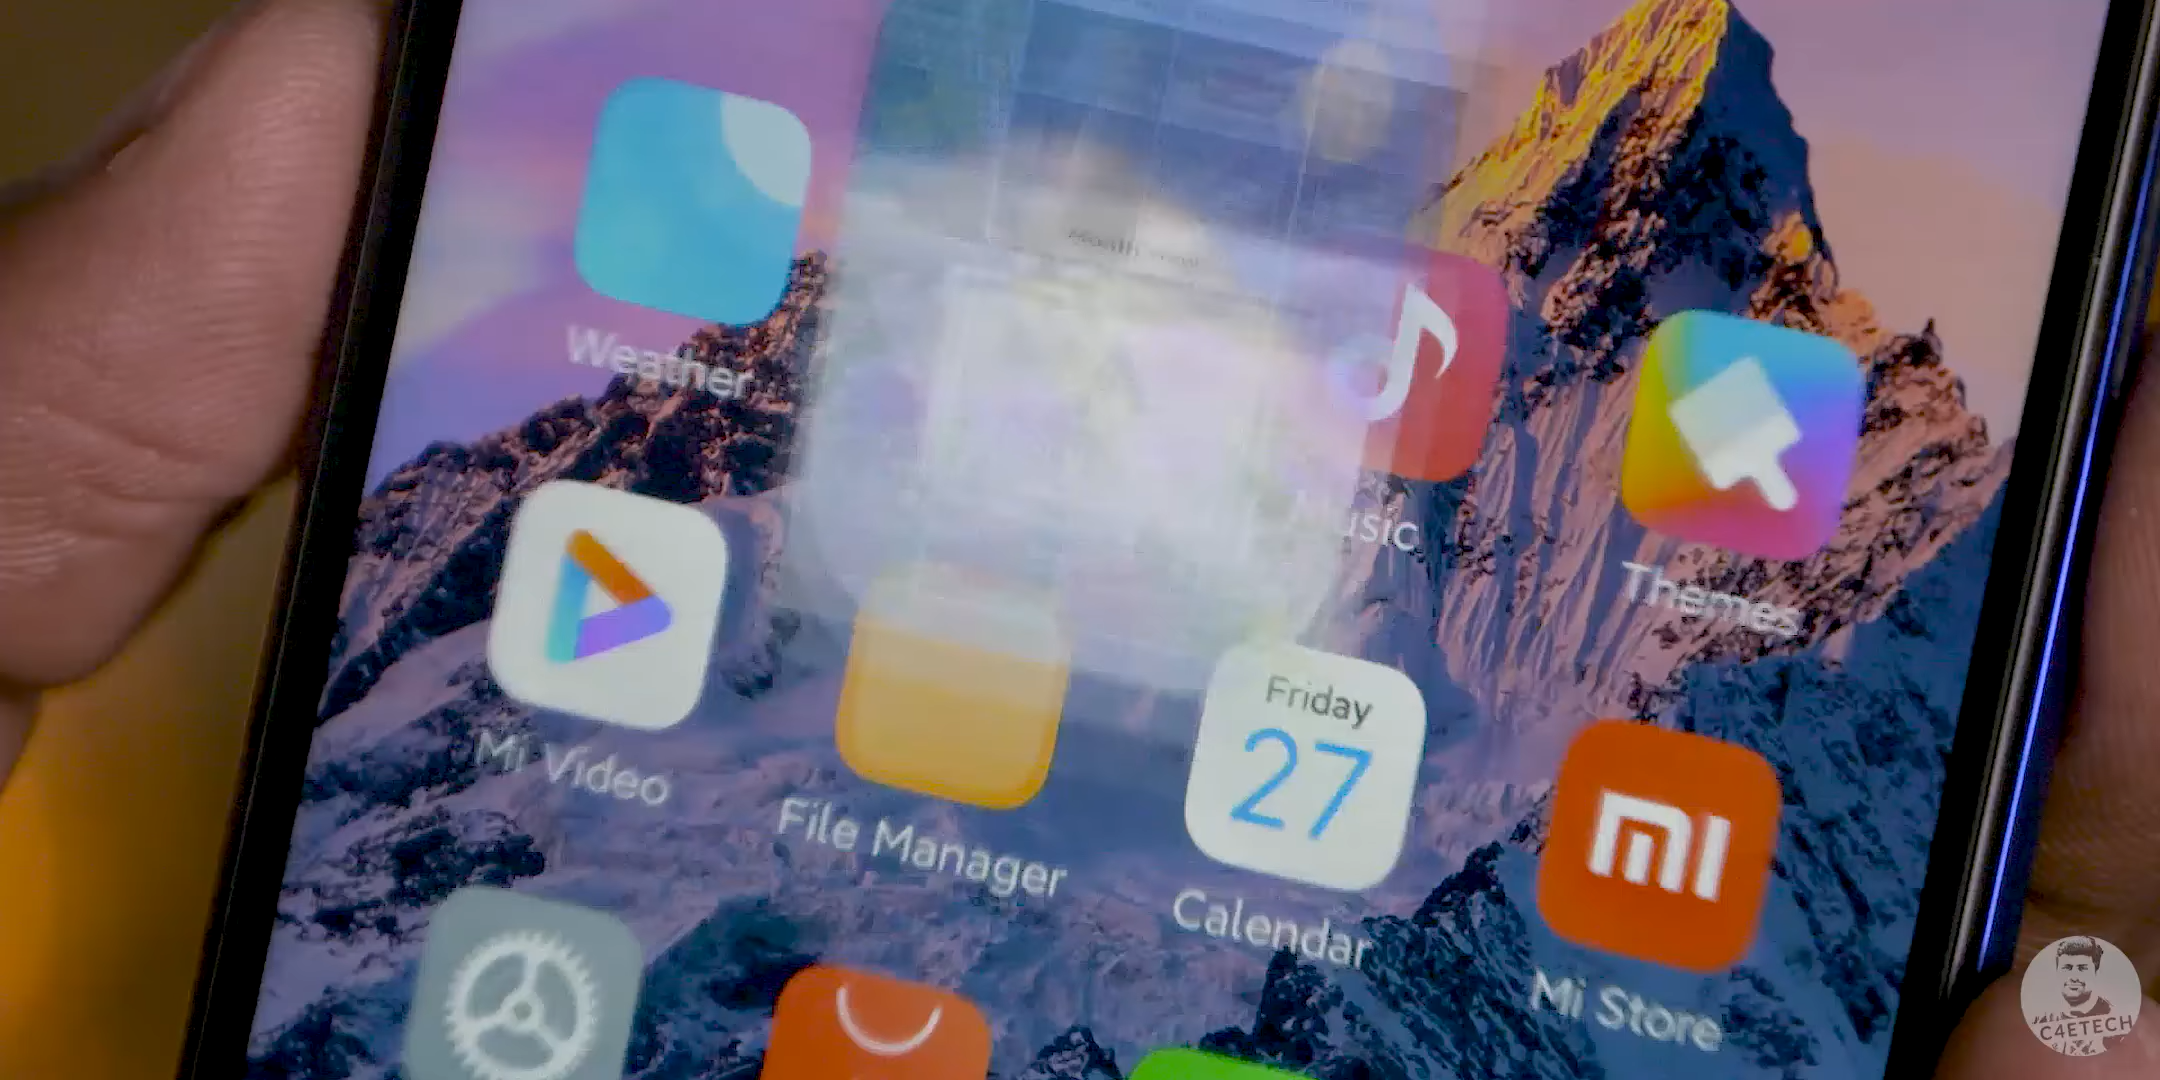 Weather
Music
Themes
Mi Video
File Manager
Friday
27
Calendar
mi
Mi Store
C4ETECH